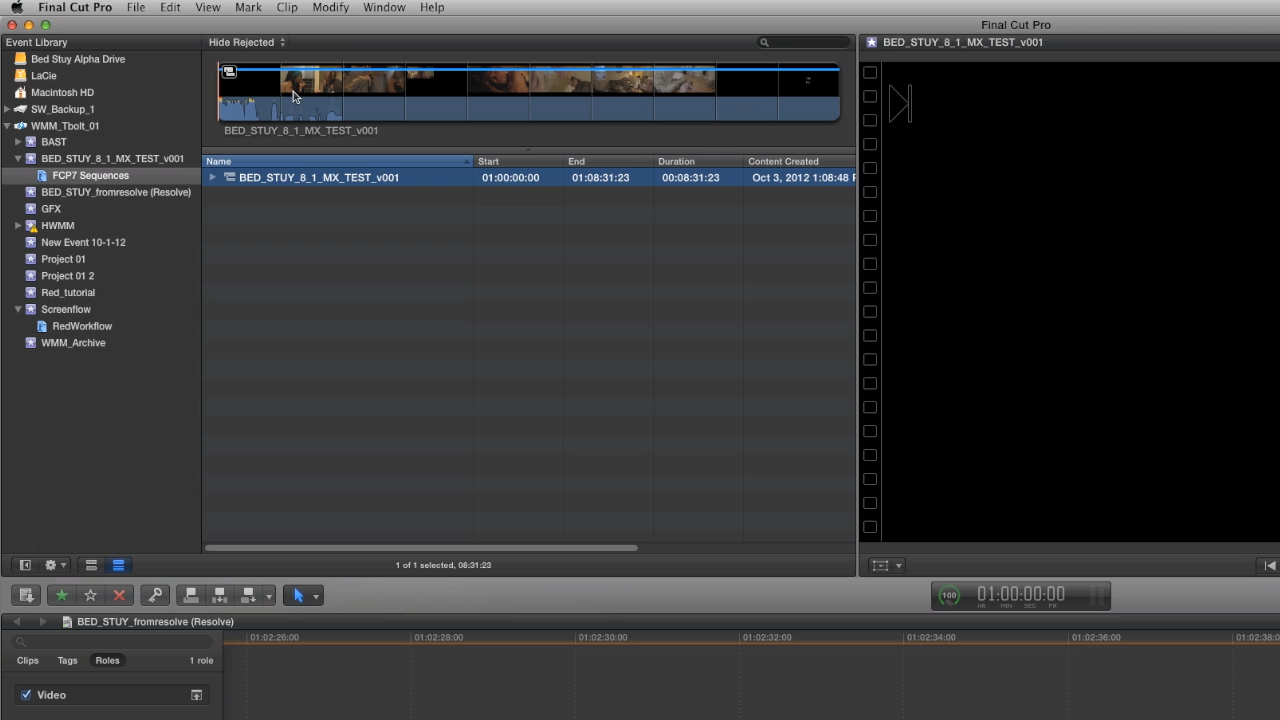 Final Cut Pro File Edit View Mark Clip Modify Window Help
Final Cut Pro
Event Library
Hide Rejected
BED_STUY_8_1_MX_TEST_v001
Bed Stuy Alpha Drive
LaCie
Macintosh HD
SW_Backup_1
WMM_Tbolt_01
BAST
BED_STUY_8_1_MX_TEST_v001
FCP7 Sequences
BED_STUY_fromresolve (Resolve)
GFX
HWMM
New Event 10-1-12
Project 01
Project 01 2
Red_tutorial
Screenflow
RedWorkflow
WMM_Archive
BED_STUY_8_1_MX_TEST_v001
Name Start End Duration Content Created
BED_STUY_8_1_MX_TEST_v001 01:00:00:00 01:08:31:23 00:08:31:23 Oct 3, 2012 1:08:48
1 of 1 selected, 08:31:23
100 01:00:00:00
HR MIN SEC FR
BED_STUY_fromresolve (Resolve)
01:02:26:00 01:02:28:00 01:02:30:00 01:02:32:00 01:02:34:00 01:02:36:00 01:02:38:0
Clips Tags Roles 1 role
Video